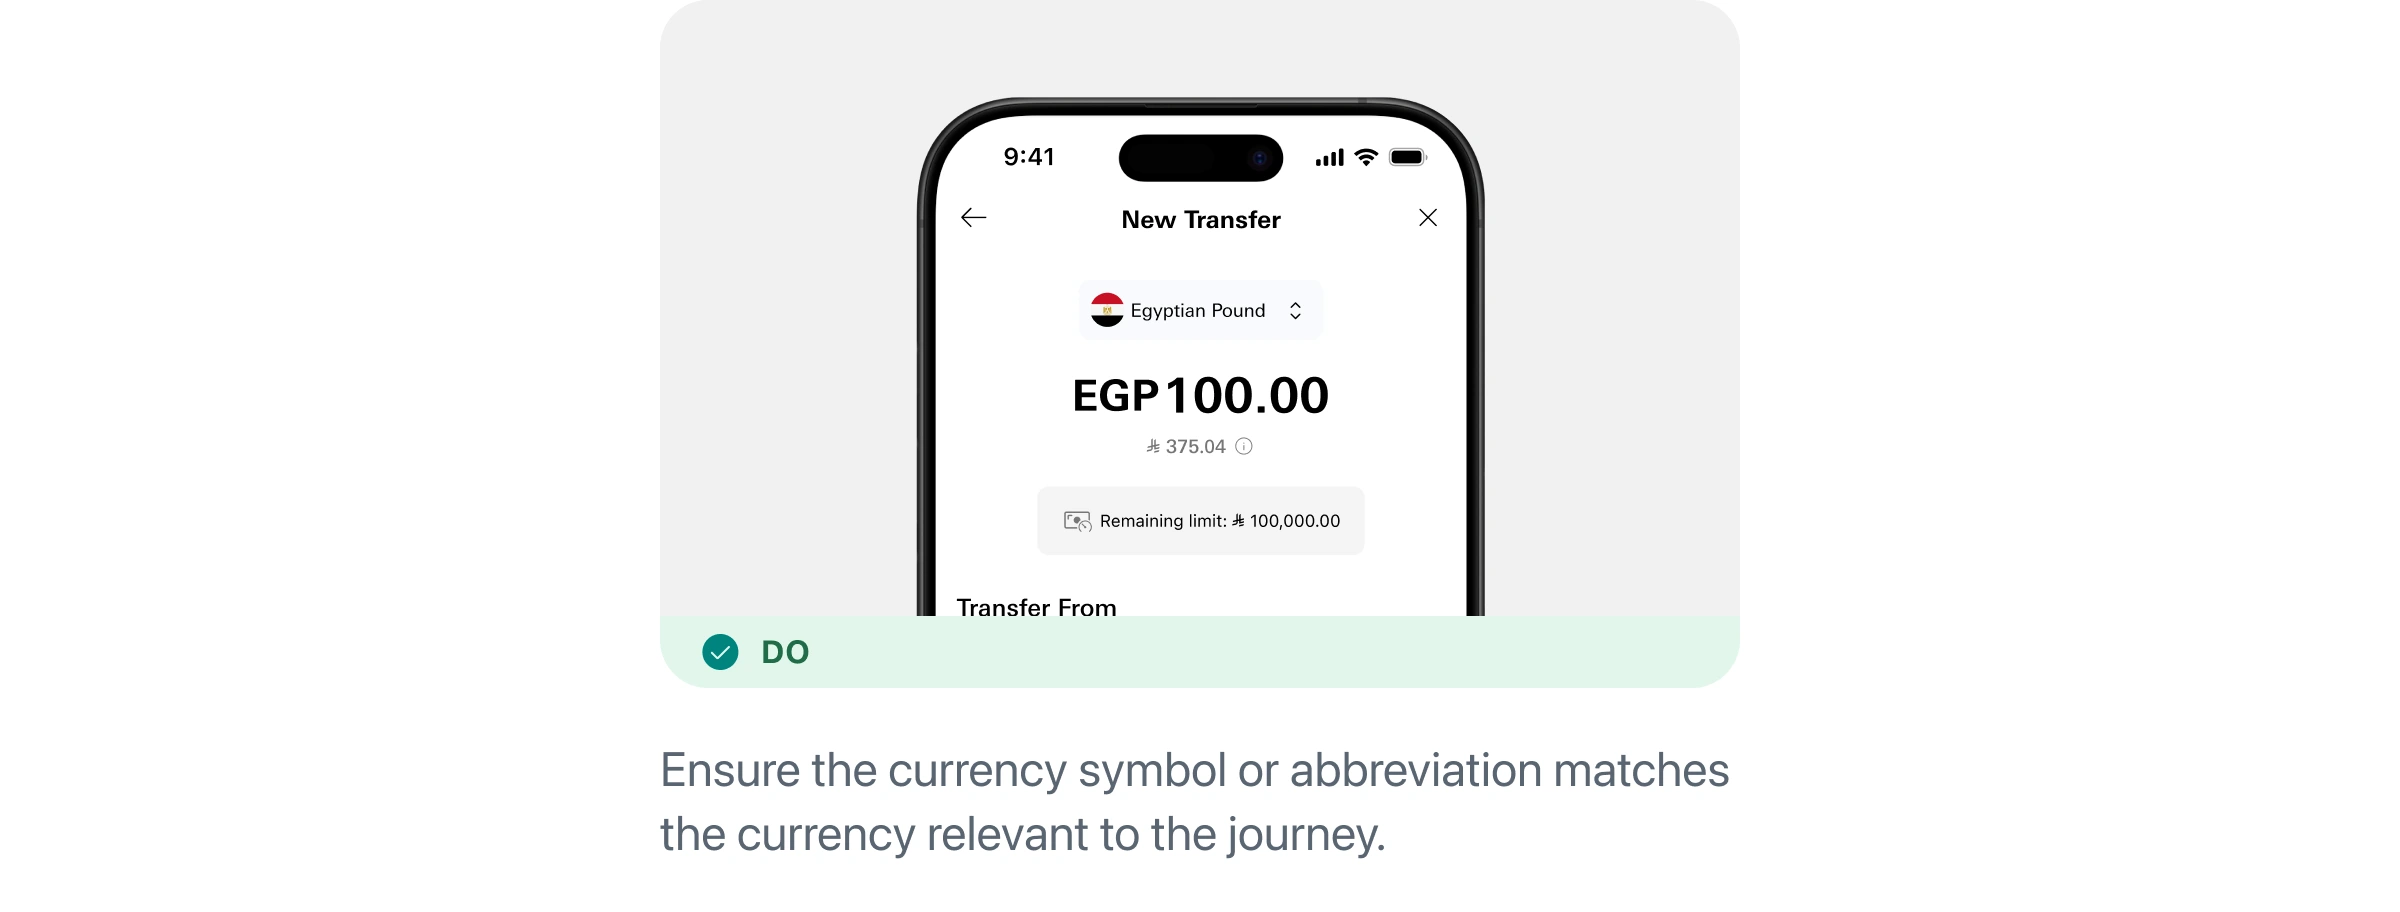 9:41
New Transfer
Egyptian Pound
EGP 100.00
⃁ 375.04
Remaining limit: ⃁ 100,000.00
Transfer From
DO
Ensure the currency symbol or abbreviation matches
the currency relevant to the journey.